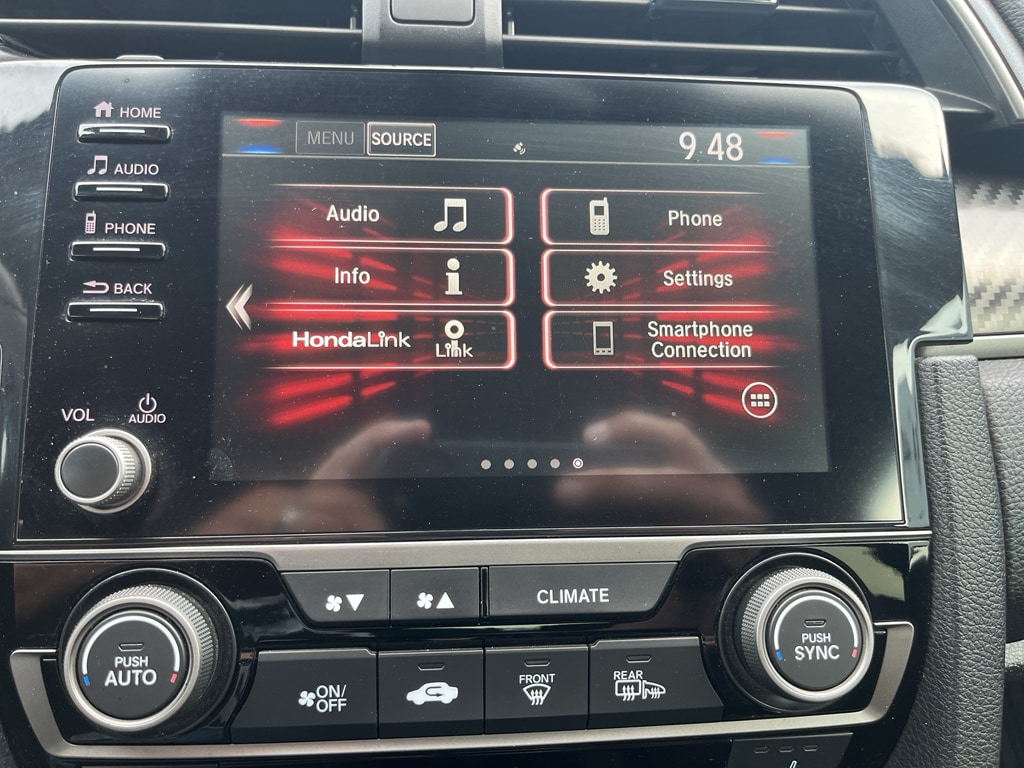 HOME
AUDIO
PHONE
BACK
VOL
AUDIO
MENU SOURCE
9:48
Audio
Phone
Info
Settings
HondaLink
Link
Smartphone
Connection
CLIMATE
PUSH
AUTO
ON/
OFF
FRONT
REAR
PUSH
SYNC